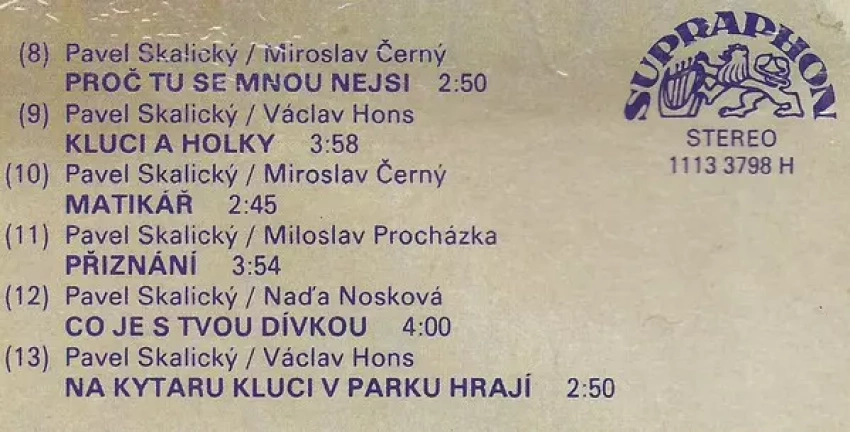 (8) Pavel Skalický / Miroslav Černý
PROČ TU SE MNOU NEJSI 2:50
(9) Pavel Skalický / Václav Hons
KLUCI A HOLKY 3:58
(10) Pavel Skalický / Miroslav Černý
MATIKÁŘ 2:45
(11) Pavel Skalický / Miloslav Procházka
PŘIZNÁNÍ 3:54
(12) Pavel Skalický / Naďa Nosková
CO JE S TVOU DÍVKOU 4:00
(13) Pavel Skalický / Václav Hons
NA KYTARU KLUCI V PARKU HRAJÍ 2:50
SUPRAPHON
STEREO
1113 3798 H